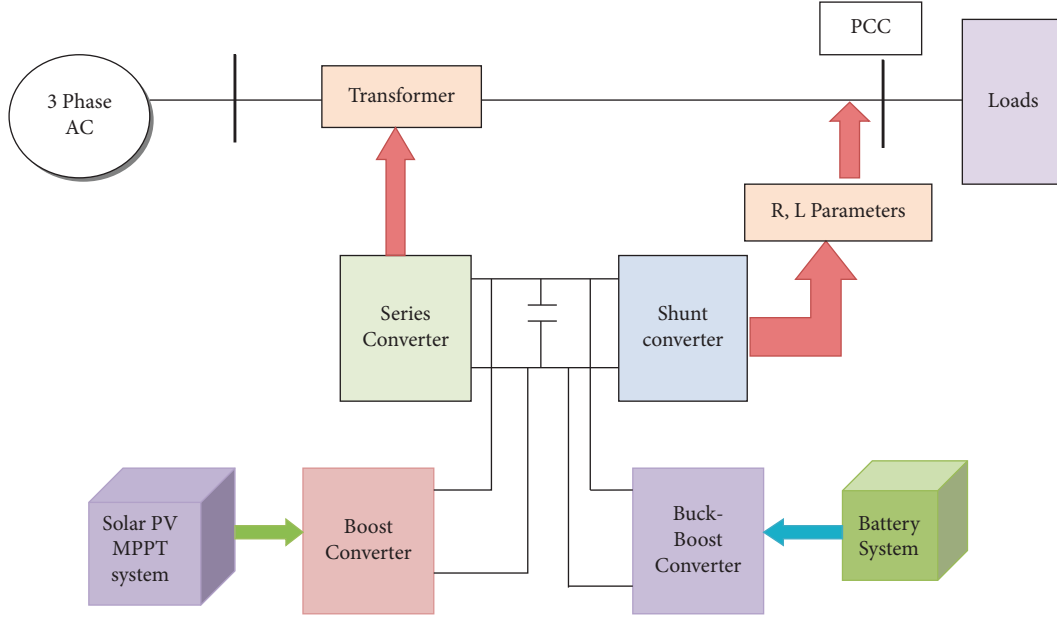 PCC
3 Phase
AC
Transformer
Loads
R, L Parameters
Series
Converter
Shunt
converter
Solar PV
MPPT
system
Boost
Converter
Buck-
Boost
Converter
Battery
System